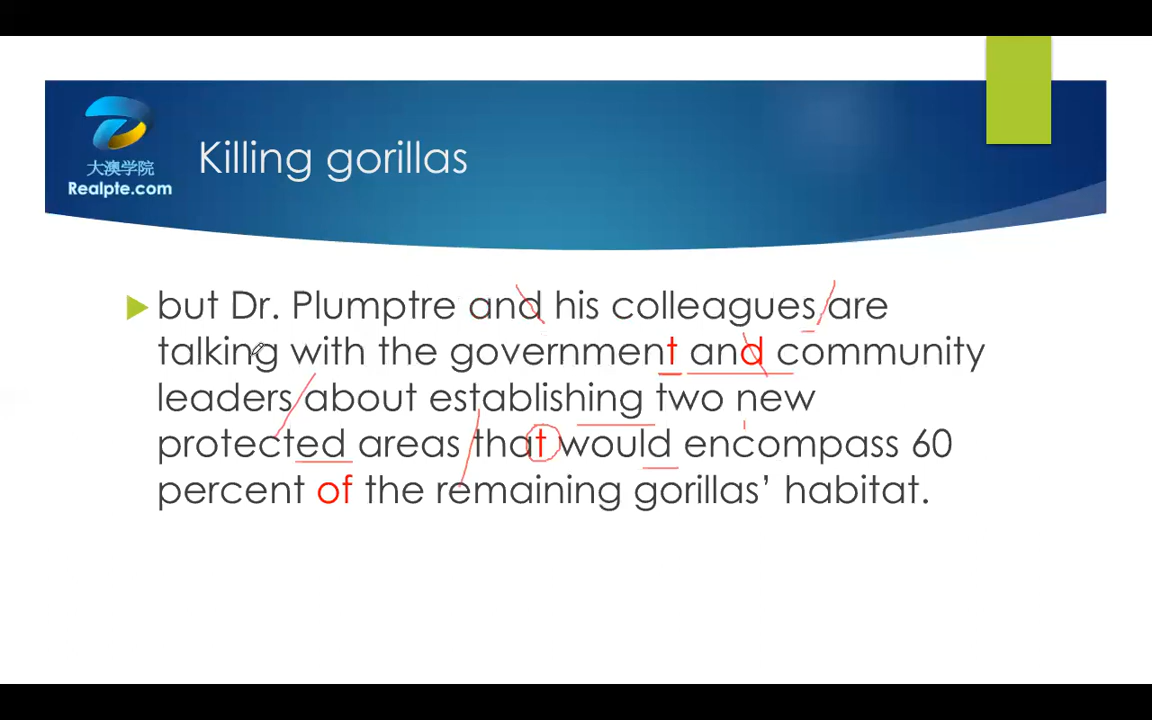 大澳学院
Realpte.com
Killing gorillas
but Dr. Plumptre and his colleagues are
talking with the government and community
leaders about establishing two new
protected areas that would encompass 60
percent of the remaining gorillas’ habitat.